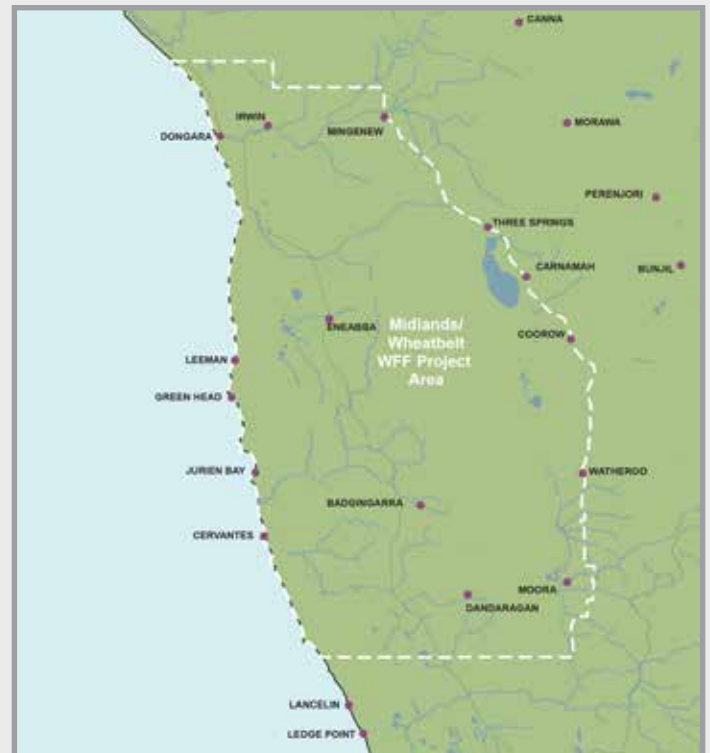 CANNA
IRWIN
MINGENEW
MORAWA
DONGARA
PERENJORI
THREE SPRINGS
CARNAMAH
BUNJIL
ENEABBA
Midlands/
Wheatbelt
WFF Project
Area
COOROW
LEEMAN
GREEN HEAD
JURIEN BAY
WATHEROO
BADGINGARRA
CERVANTES
MOORA
DANDARAGAN
LANCELIN
LEDGE POINT